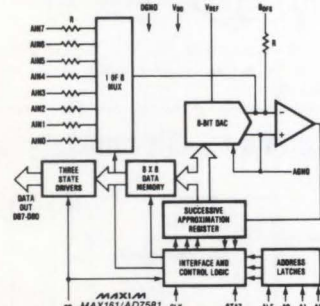 DGND VDD VREF BOFS
AIN7 R
AIN6
AIN5
AIN4
AIN3
AIN2
AIN1
AIN0
R
1 OF 8
MUX
8-BIT DAC
-
+
AGND
THREE
STATE
DRIVERS
8 X 8
DATA
MEMORY
DATA
OUT
DB7-DB0
SUCCESSIVE
APPROXIMATION
REGISTER
INTERFACE AND
CONTROL LOGIC
ADDRESS
LATCHES
MAXIM
MAX161/AD7581